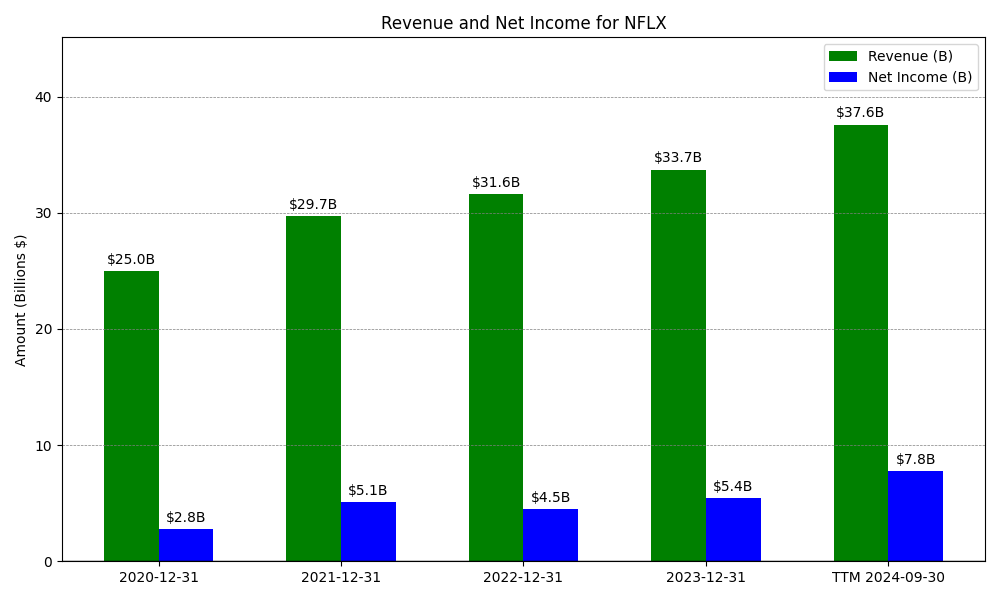 Revenue and Net Income for NFLX
Revenue (B)
Net Income (B)
Amount (Billions $)
40
30
20
10
0
$25.0B
$2.8B
$29.7B
$5.1B
$31.6B
$4.5B
$33.7B
$5.4B
$37.6B
$7.8B
2020-12-31
2021-12-31
2022-12-31
2023-12-31
TTM 2024-09-30